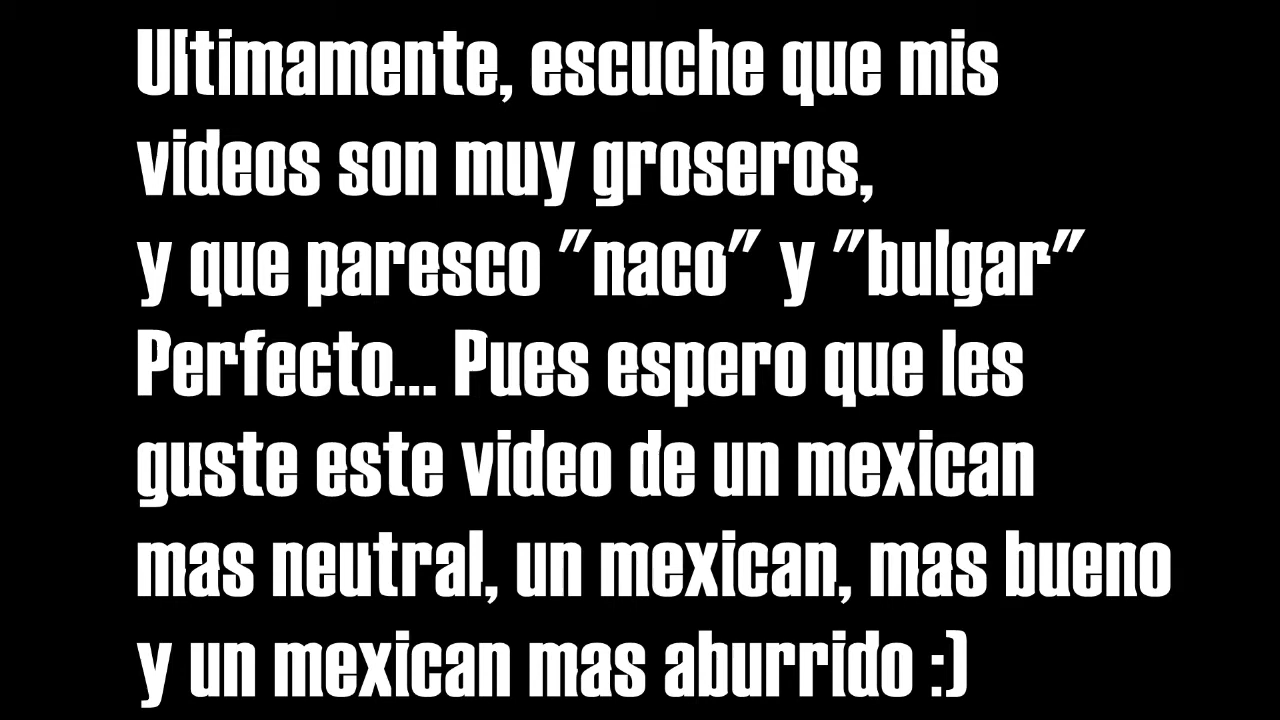 Ultimamente, escuche que mis
videos son muy groseros,
y que paresco "naco" y "bulgar"
Perfecto... Pues espero que les
guste este video de un mexican
mas neutral, un mexican, mas bueno
y un mexican mas aburrido :)